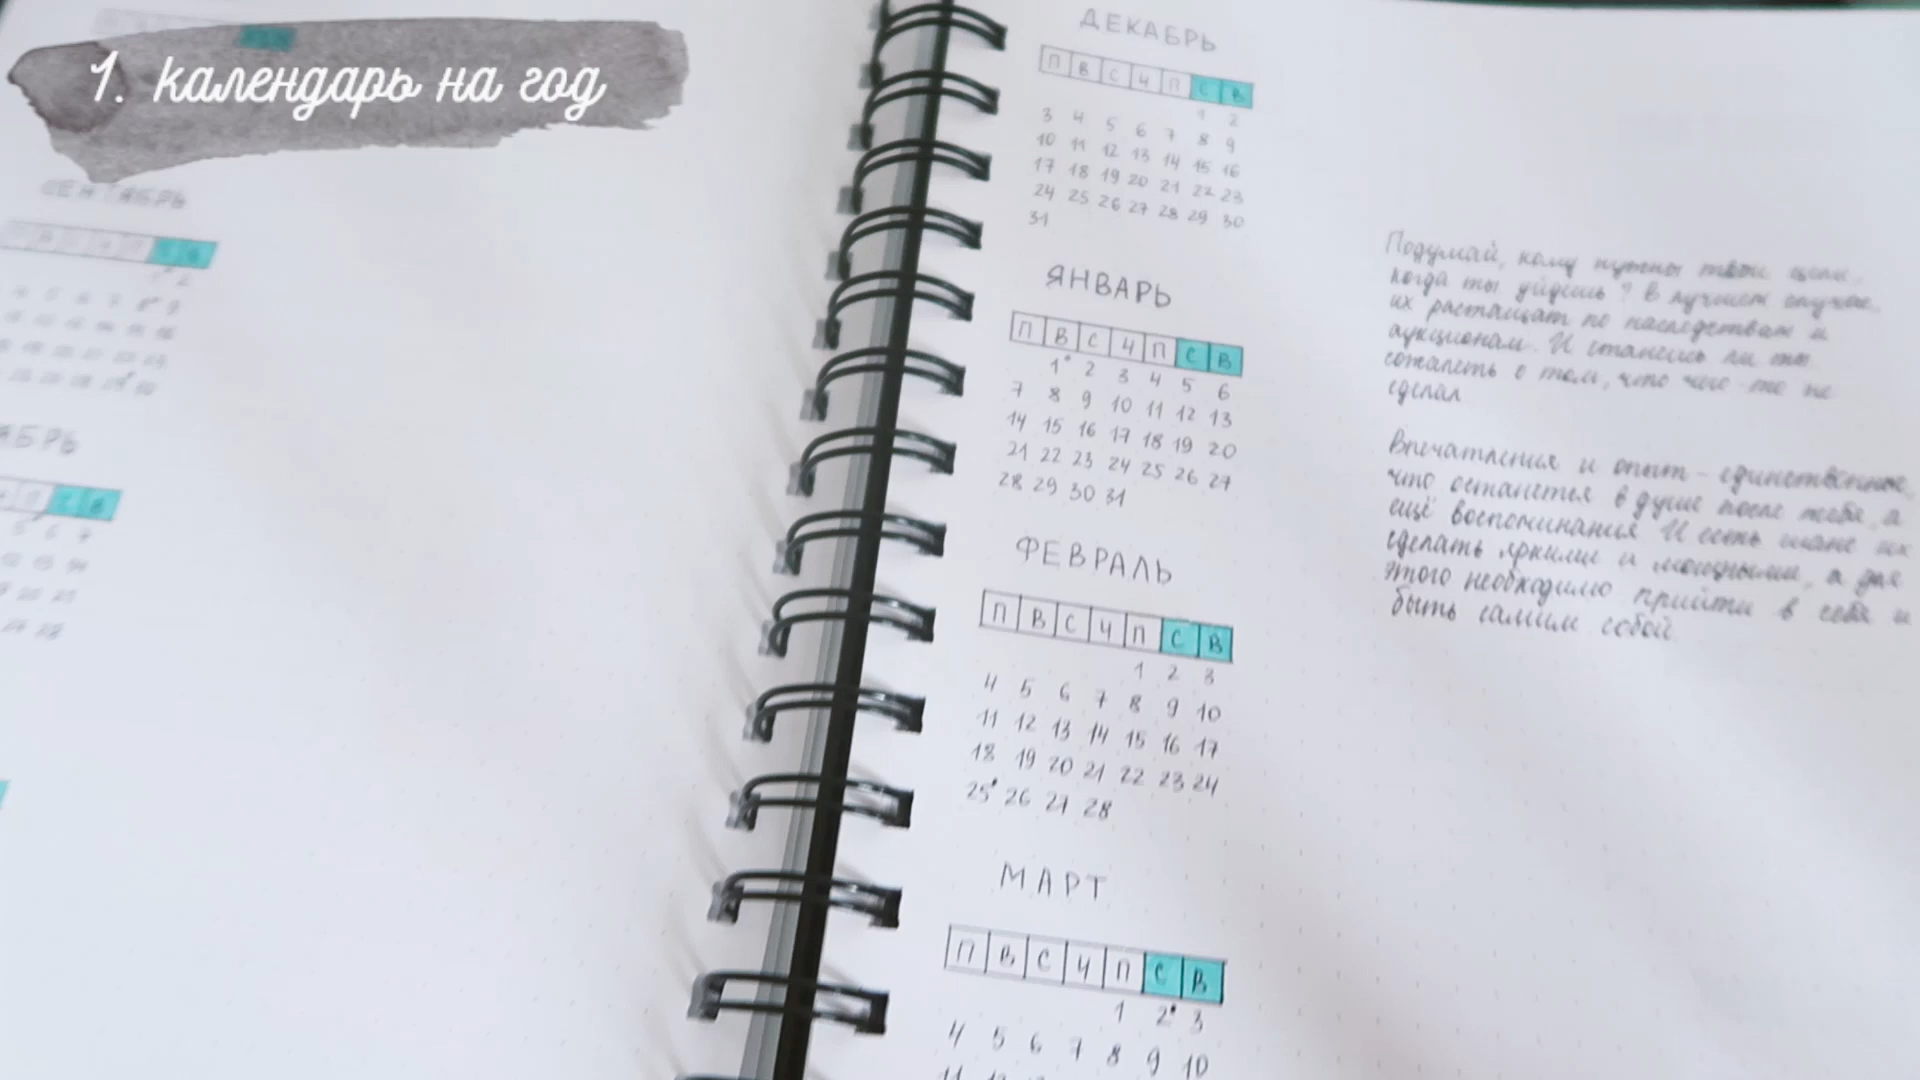 1. календарь на год
СЕНТЯБРЬ
ДЕКАБРЬ
П В С Ч П С В
1 2
3 4 5 6 7 8 9
10 11 12 13 14 15 16
17 18 19 20 21 22 23
24 25 26 27 28 29 30
31
ЯНВАРЬ
П В С Ч П С В
1 2 3 4 5 6
7 8 9 10 11 12 13
14 15 16 17 18 19 20
21 22 23 24 25 26 27
28 29 30 31
ФЕВРАЛЬ
П В С Ч П С В
1 2 3
4 5 6 7 8 9 10
11 12 13 14 15 16 17
18 19 20 21 22 23 24
25 26 27 28
МАРТ
П В С Ч П С В
1 2 3
4 5 6 7 8 9 10
Подумай, кому нужны твои
когда ты уйдешь? В лучшем случае,
их растащат по наследствам и
аукционам. И станешь ли ты
сожалеть о том, что чего-то не
сделал
Впечатления и опыт - единственное,
что останется в душе после тебя, а
ещё воспоминания И есть шанс их
сделать яркими и мощными, а для
этого необходимо прийти в себя и
быть самим собой